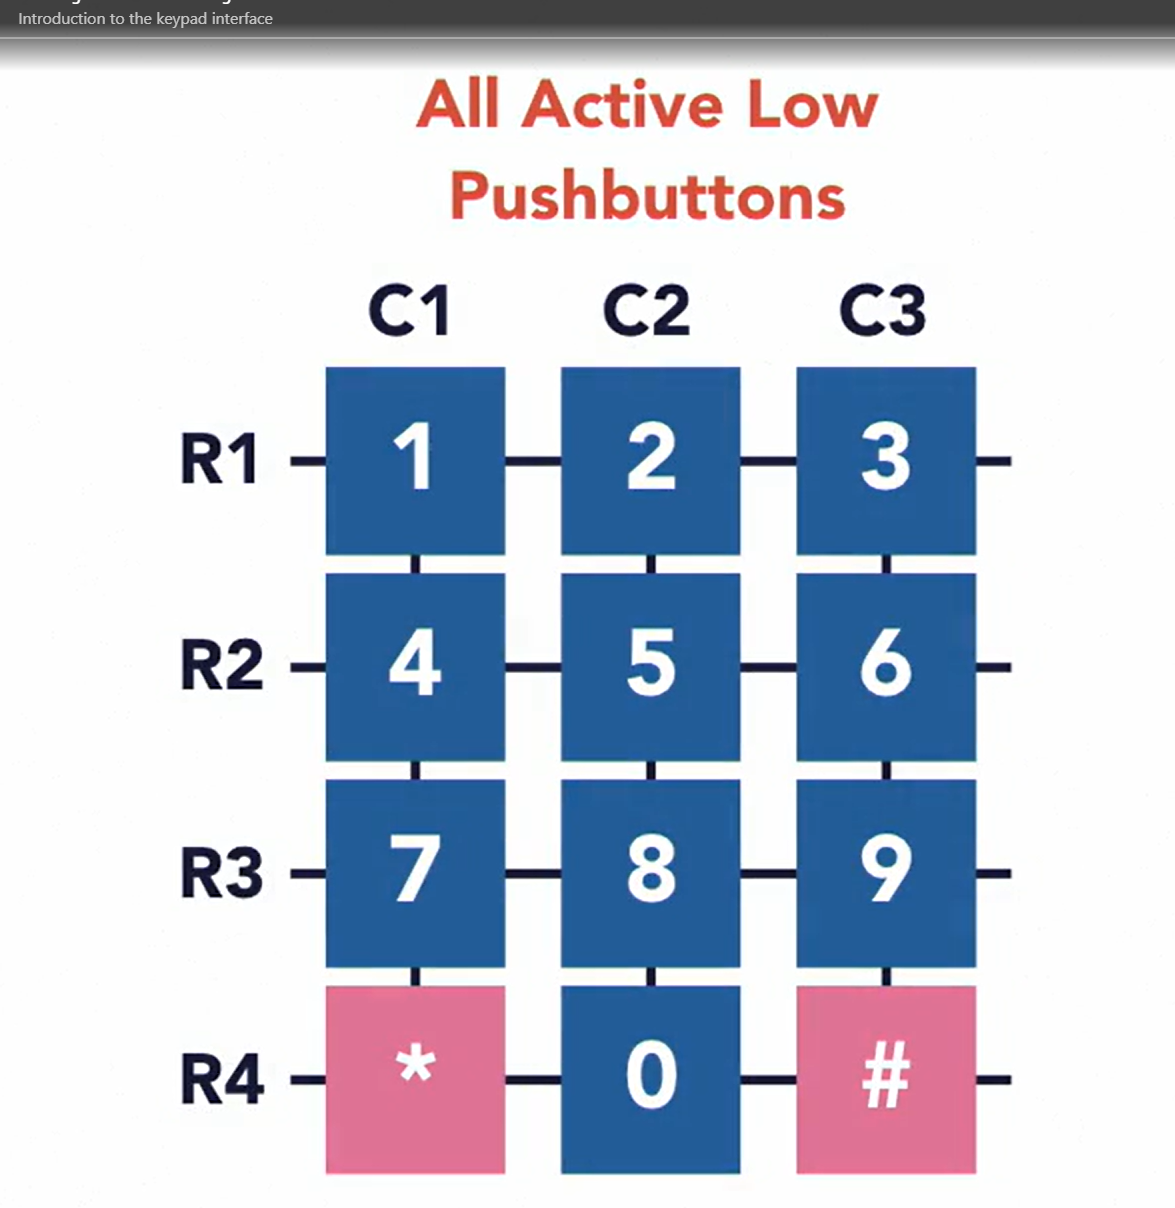 Introduction to the keypad interface
All Active Low
Pushbuttons
C1 C2 C3
R1 1 2 3
R2 4 5 6
R3 7 8 9
R4 * 0 #